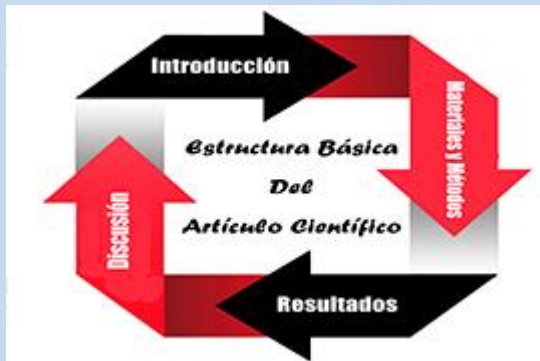 Introducción
Materiales y Métodos
Estructura Básica
Del
Artículo Científico
Discusión
Resultados